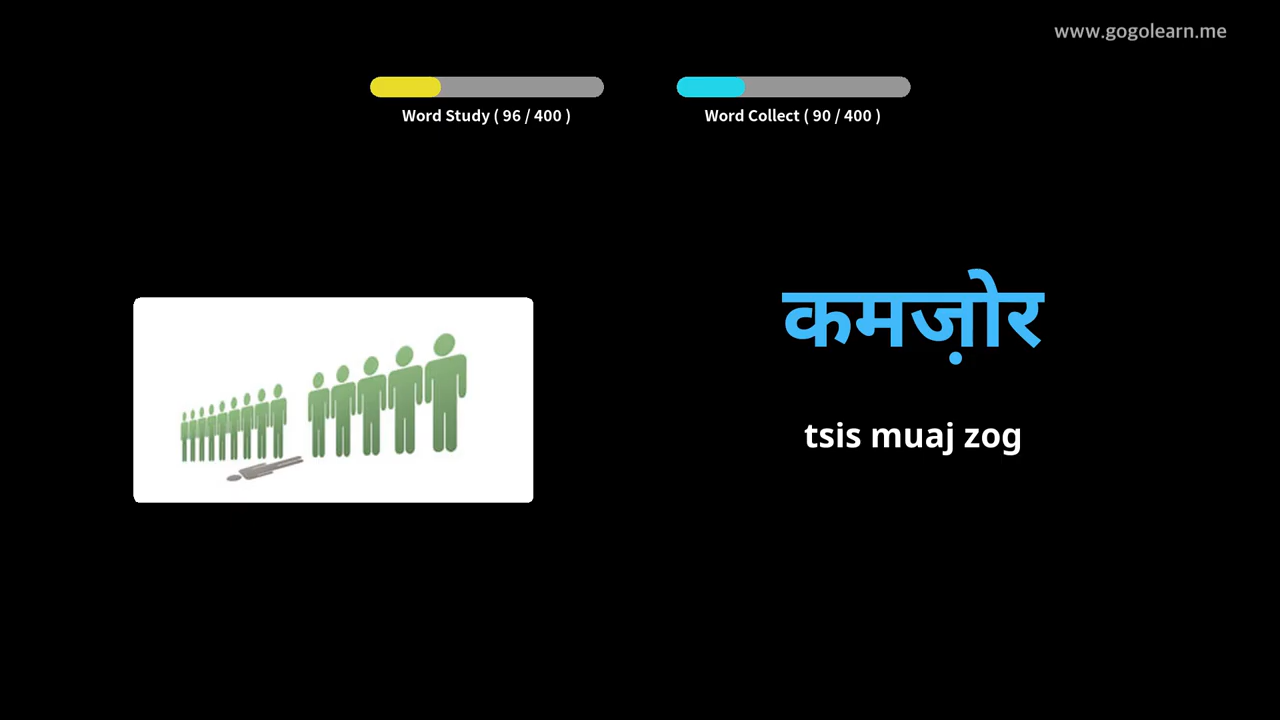 www.gogolearn.me
Word Study ( 96 / 400 )
Word Collect ( 90 / 400 )
कमज़ोर
tsis muaj zog